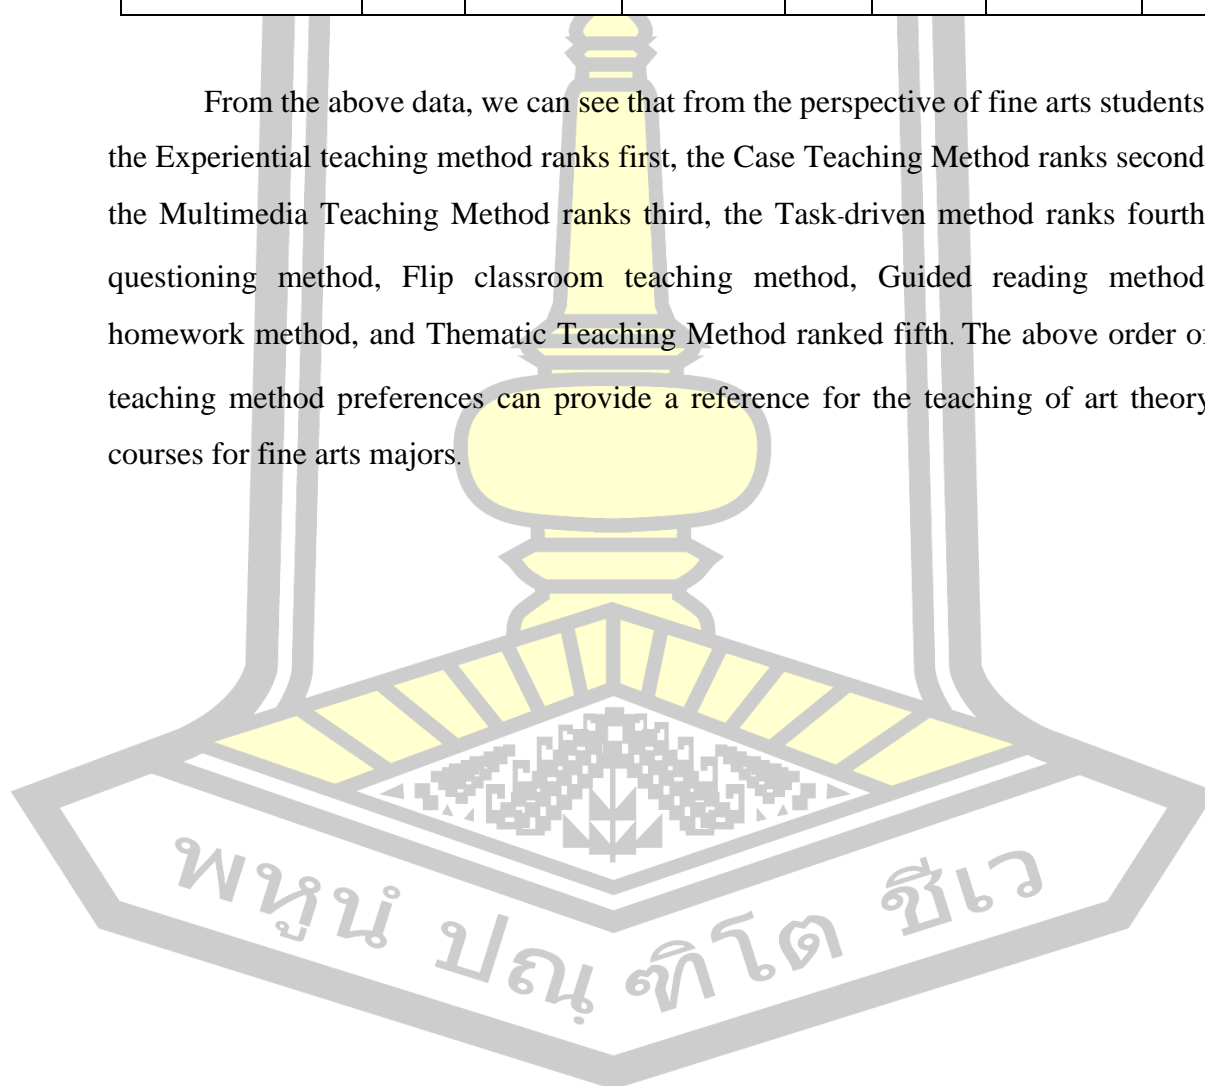 From the above data, we can see that from the perspective of fine arts students
the Experiential teaching method ranks first, the Case Teaching Method ranks second
the Multimedia Teaching Method ranks third, the Task-driven method ranks fourth
questioning method, Flip classroom teaching method, Guided reading method
homework method, and Thematic Teaching Method ranked fifth. The above order of
teaching method preferences can provide a reference for the teaching of art theory
courses for fine arts majors.
พหูนํ ปณฺฑิโต ชีเว